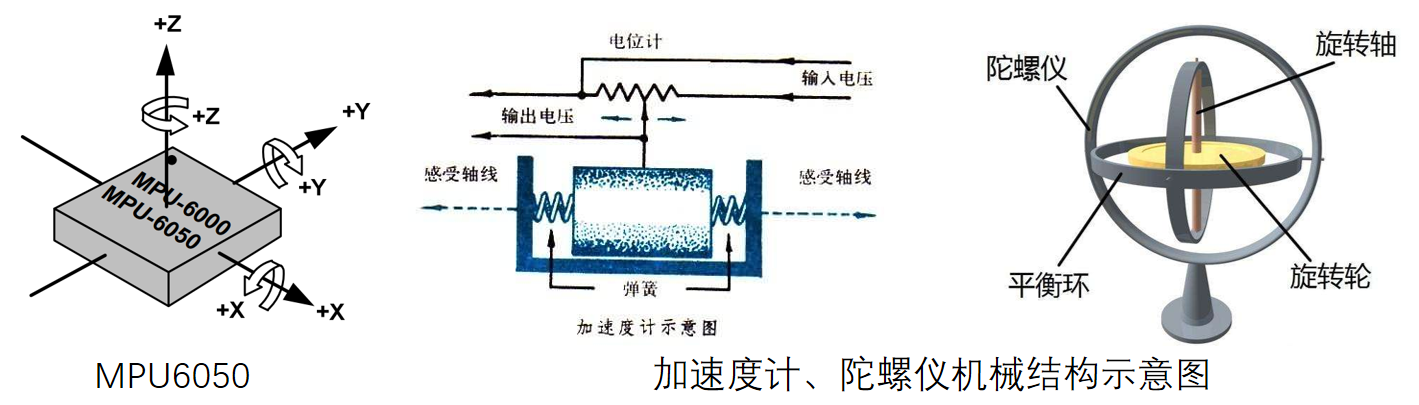 +Z
+Z
+Y
+Y
MPU-6000
MPU-6050
+X
+X
MPU6050
电位计
输入电压
输出电压
感受轴线
感受轴线
弹簧
加速度计示意图
陀螺仪
旋转轴
平衡环
旋转轮
加速度计、陀螺仪机械结构示意图